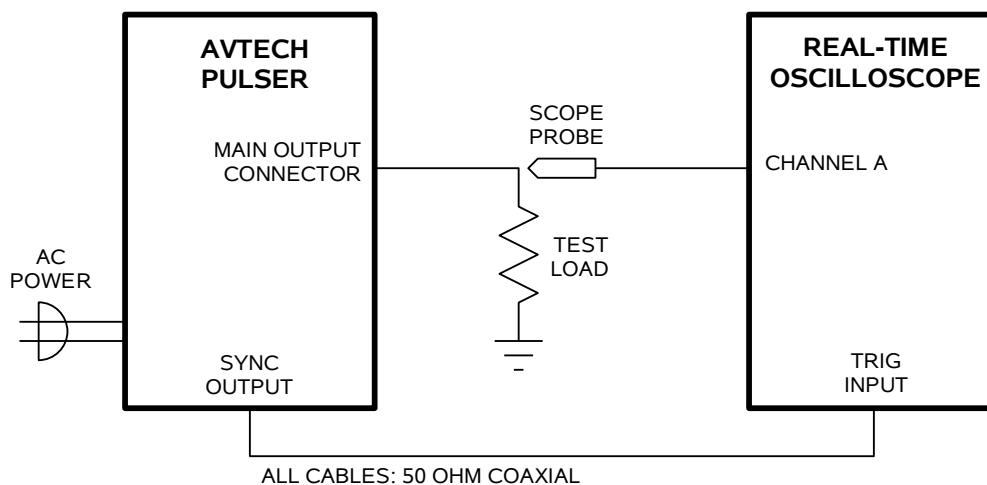 AVTECH
PULSER
REAL-TIME
OSCILLOSCOPE
SCOPE
PROBE
MAIN OUTPUT
CONNECTOR
CHANNEL A
TEST
LOAD
AC
POWER
SYNC
OUTPUT
TRIG
INPUT
ALL CABLES: 50 OHM COAXIAL